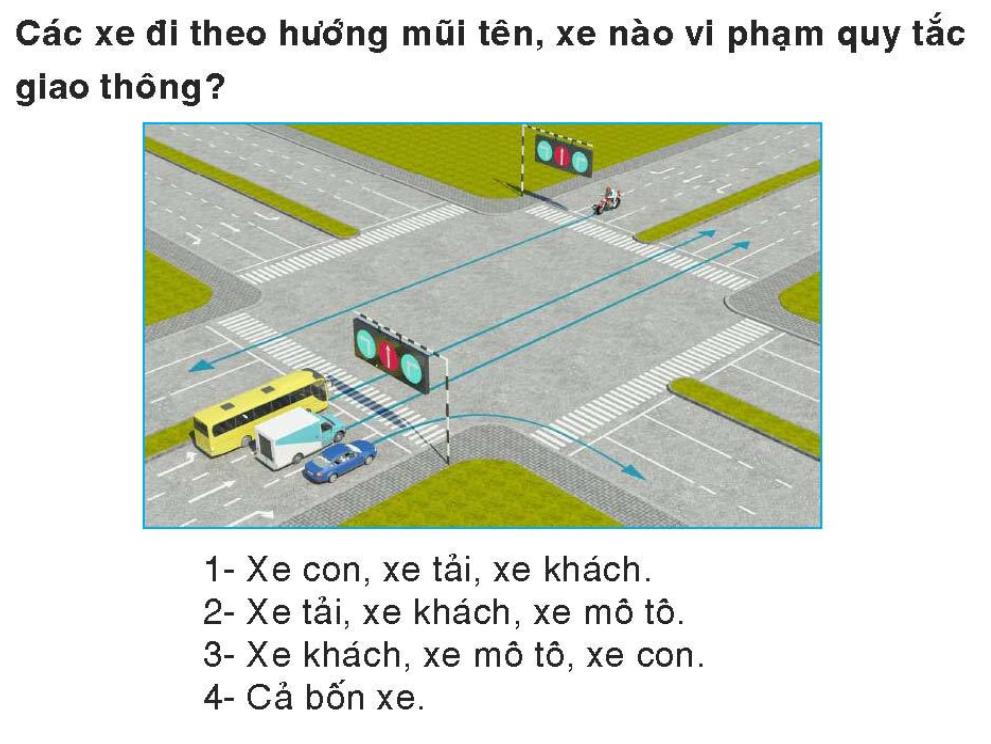 Các xe đi theo hướng mũi tên, xe nào vi phạm quy tắc
giao thông?
1- Xe con, xe tải, xe khách.
2- Xe tải, xe khách, xe mô tô.
3- Xe khách, xe mô tô, xe con.
4- Cả bốn xe.